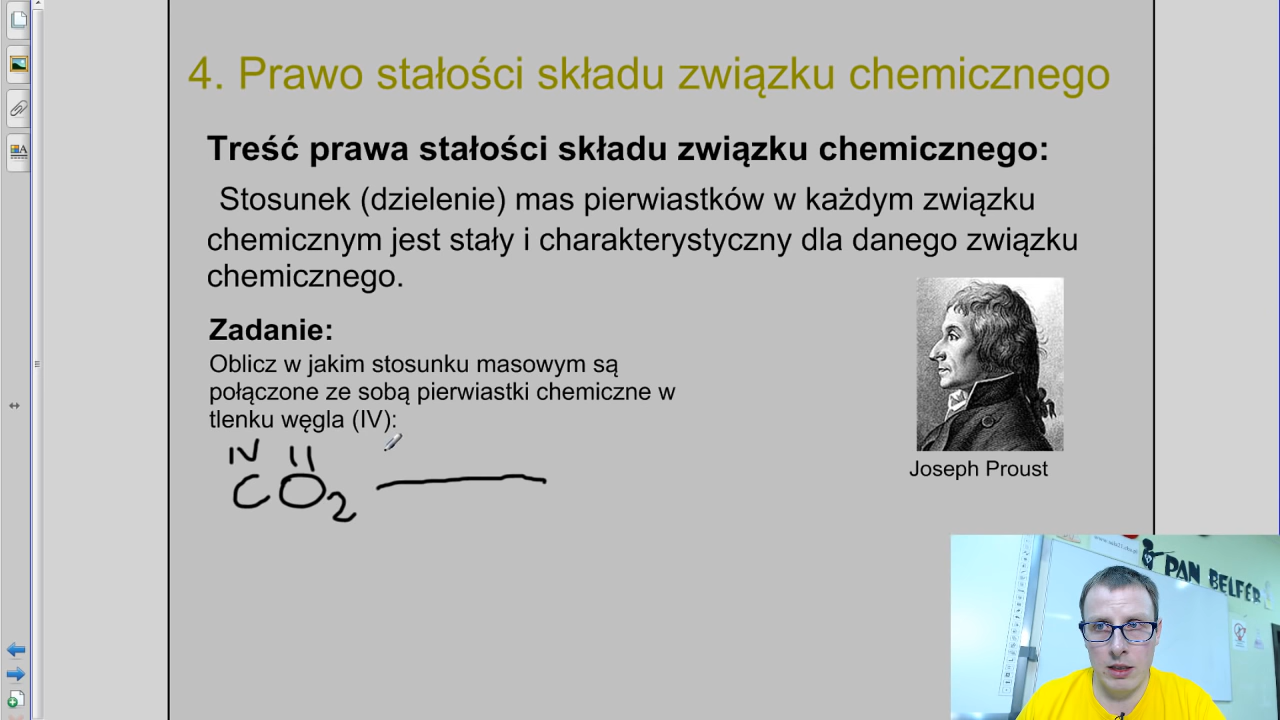 4. Prawo stałości składu związku chemicznego
Treść prawa stałości składu związku chemicznego:
Stosunek (dzielenie) mas pierwiastków w każdym związku
chemicznym jest stały i charakterystyczny dla danego związku
chemicznego.
Zadanie:
Oblicz w jakim stosunku masowym są
połączone ze sobą pierwiastki chemiczne w
tlenku węgla (IV):
IV II
CO2
Joseph Proust
PAN BELFER